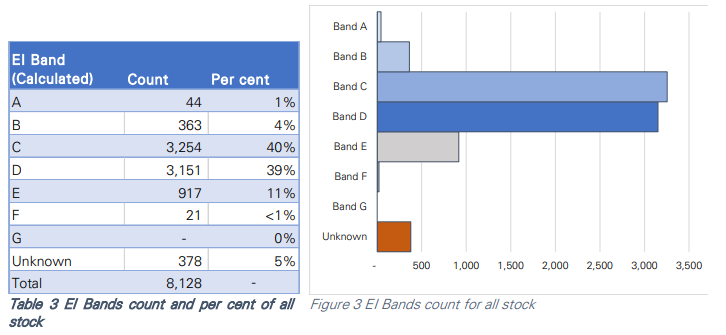 EI Band
(Calculated) Count Per cent
A 44 1%
B 363 4%
C 3,254 40%
D 3,151 39%
E 917 11%
F 21 <1%
G - 0%
Unknown 378 5%
Total 8,128 -
Table 3 EI Bands count and per cent of all
stock
Band A
Band B
Band C
Band D
Band E
Band F
Band G
Unknown
- 500 1,000 1,500 2,000 2,500 3,000 3,500
Figure 3 EI Bands count for all stock